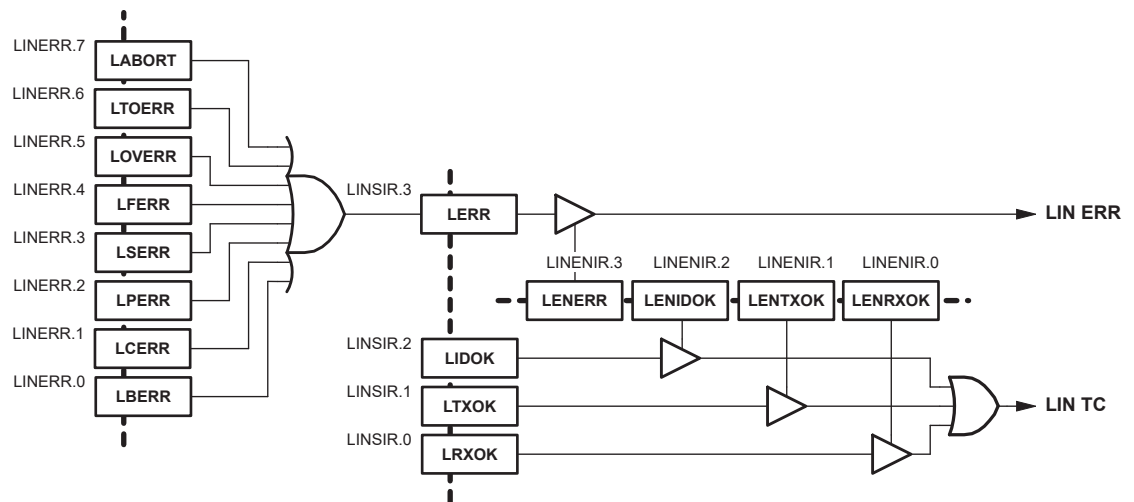 LINERR.7
LABORT
LINERR.6
LTOERR
LINERR.5
LOVERR
LINERR.4
LFERR
LINERR.3
LSERR
LINERR.2
LPERR
LINERR.1
LCERR
LINERR.0
LBERR
LINSIR.3
LERR
LIN ERR
LINENIR.3 LINENIR.2 LINENIR.1 LINENIR.0
LENERR LENIDOK LENTXOK LENRXOK
LINSIR.2
LIDOK
LINSIR.1
LTXOK
LIN TC
LINSIR.0
LRXOK